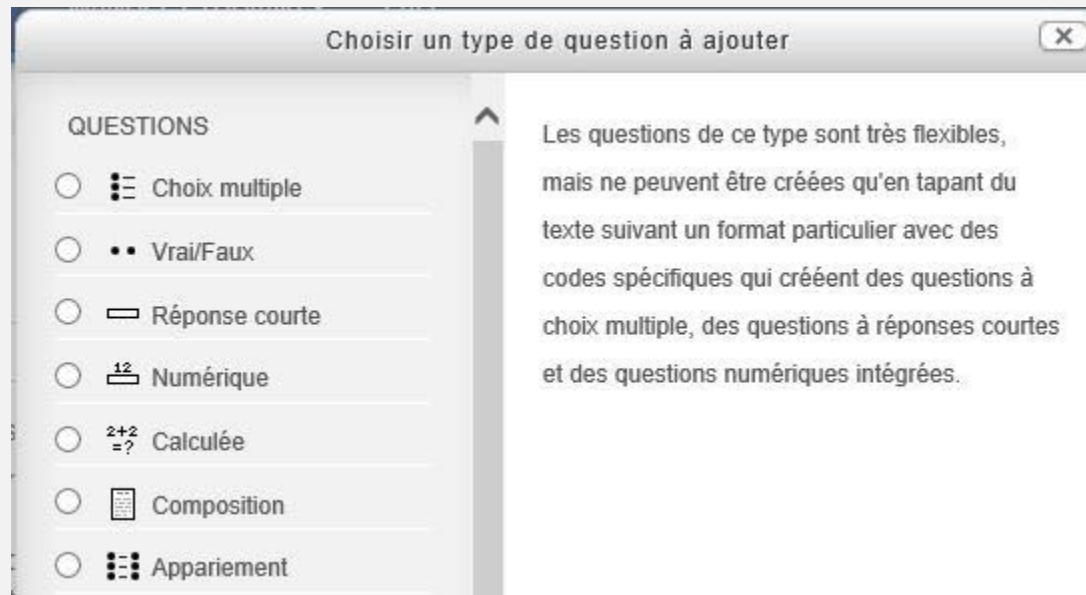 Choisir un type de question à ajouter
QUESTIONS
Choix multiple
Vrai/Faux
Réponse courte
12
Numérique
2+2
=?
Calculée
Composition
Appariement
Les questions de ce type sont très flexibles,
mais ne peuvent être créées qu'en tapant du
texte suivant un format particulier avec des
codes spécifiques qui crééent des questions à
choix multiple, des questions à réponses courtes
et des questions numériques intégrées.